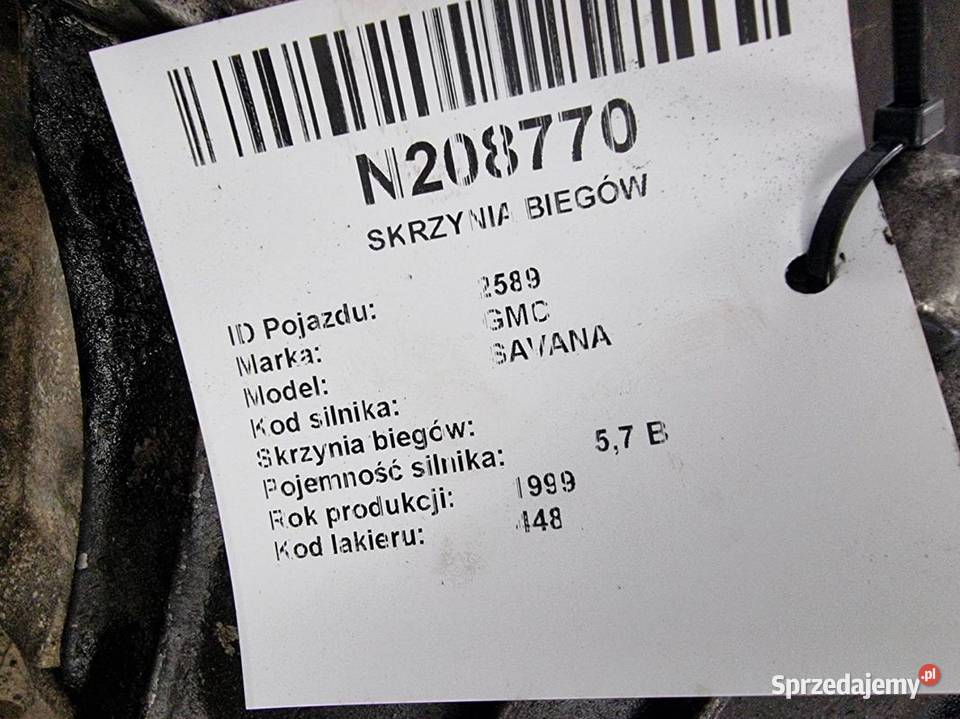 N208770
SKRZYNIA BIEGÓW
ID Pojazdu: 2589
Marka: GMC
Model: SAVANA
Kod silnika:
Skrzynia biegów:
Pojemność silnika: 5,7 B
Rok produkcji: 1999
Kod lakieru: 448
Sprzedajemy.pl